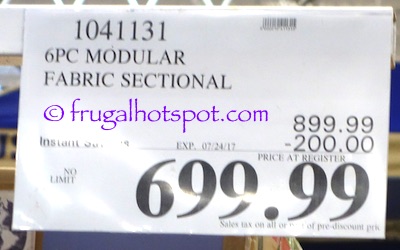 1041131
6PC MODULAR
FABRIC SECTIONAL
© frugalhotspot.com
899.99
Instant
EXP. 07/24/17 -200.00
PRICE AT REGISTER
NO
LIMIT
699.99
Sales tax on all or of pre-discount